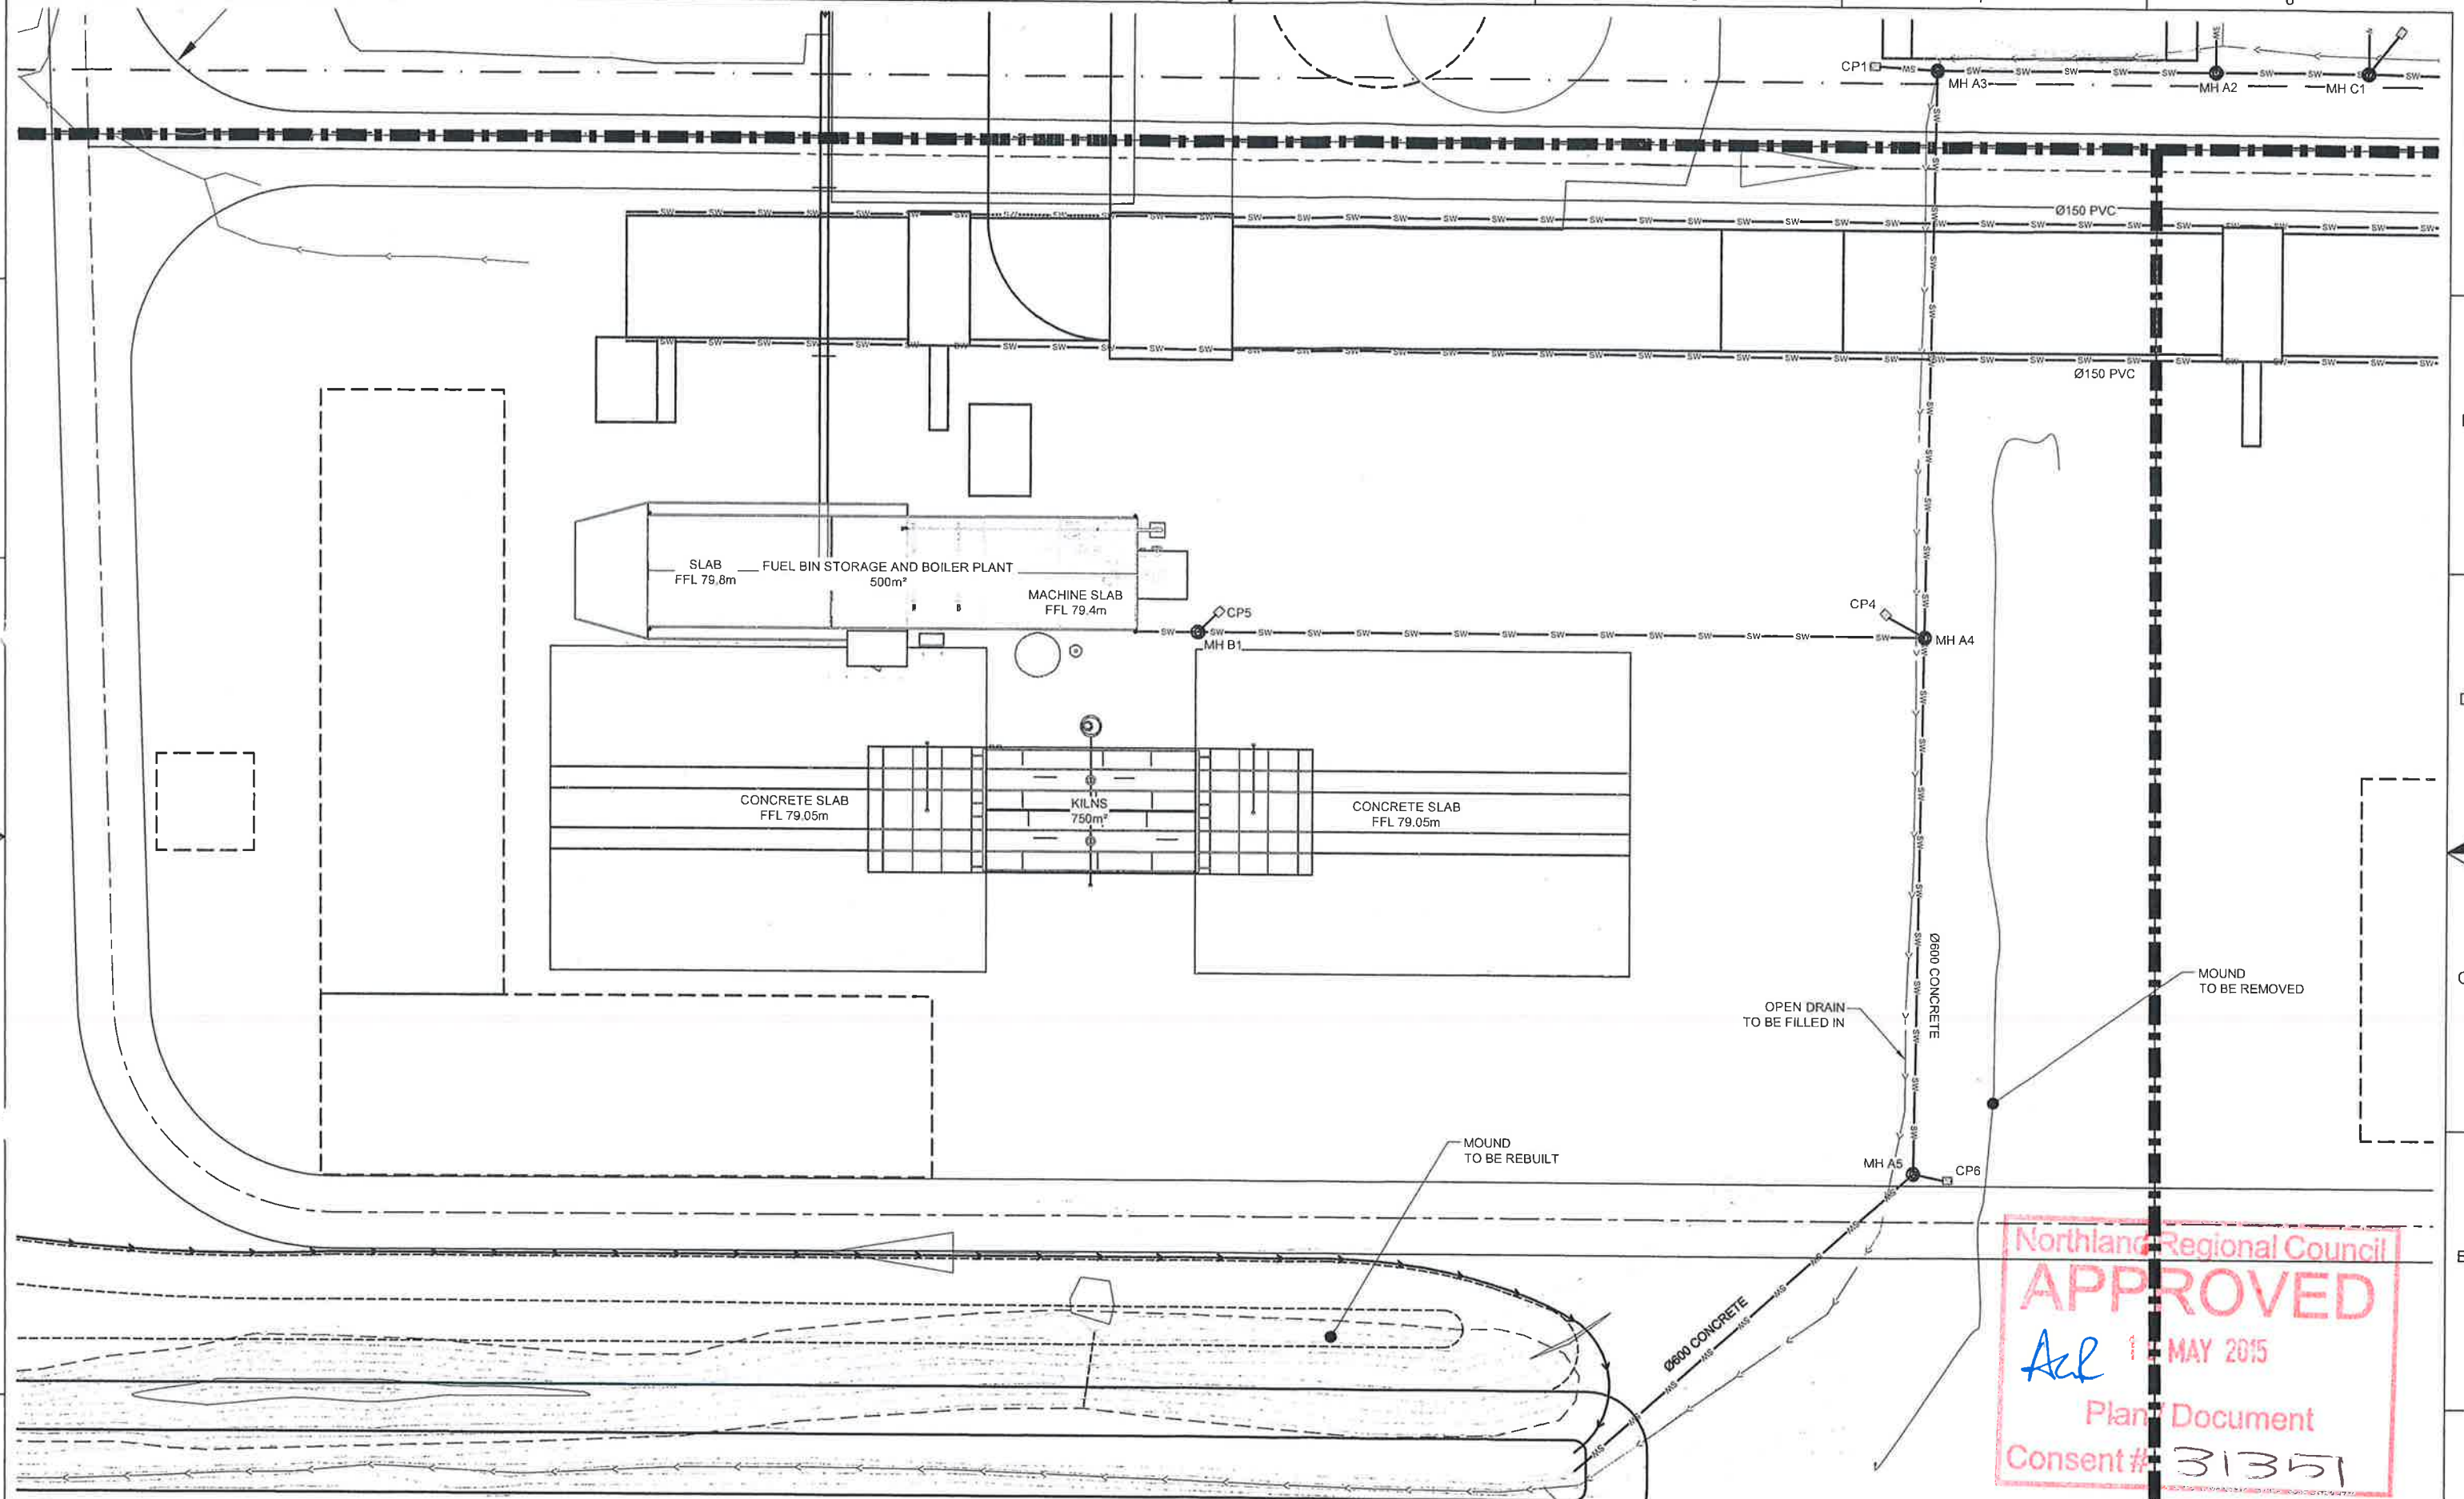 CP1
MH A3
MH A2
MH C1
Ø150 PVC
Ø150 PVC
SLAB
FFL 79.8m
FUEL BIN STORAGE AND BOILER PLANT
500m²
MACHINE SLAB
FFL 79.4m
CP5
MH B1
CP4
MH A4
CONCRETE SLAB
FFL 79.05m
KILNS
750m²
CONCRETE SLAB
FFL 79.05m
Ø600 CONCRETE
OPEN DRAIN
TO BE FILLED IN
MOUND
TO BE REMOVED
MOUND
TO BE REBUILT
MH A5
CP6
Ø600 CONCRETE
Northland Regional Council
APPROVED
MAY 2015
Plan / Document
Consent # 31351